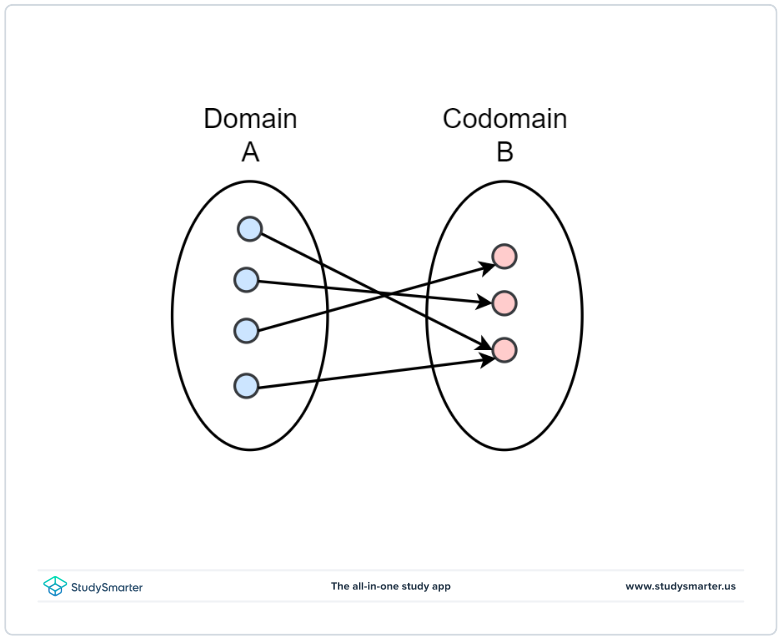 Domain
A
Codomain
B
StudySmarter
The all-in-one study app
www.studysmarter.us